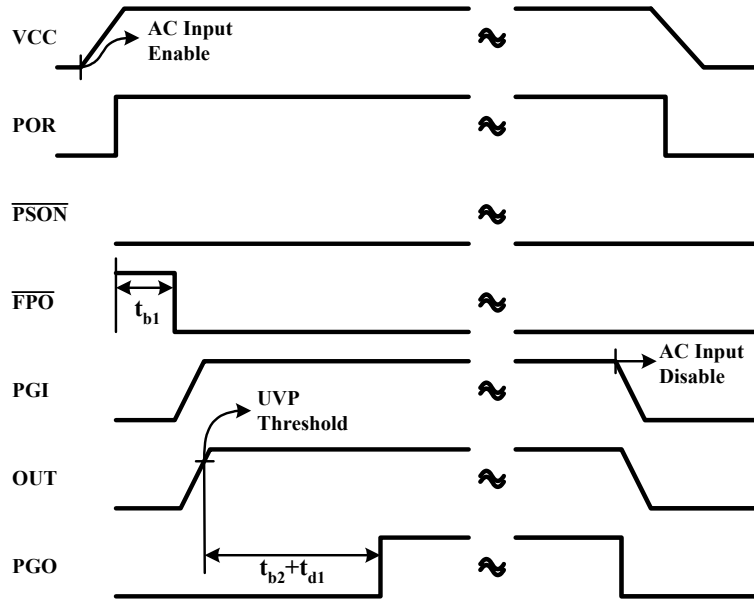 VCC
AC Input
Enable
POR
PSON
FPO
tb1
PGI
AC Input
Disable
UVP
Threshold
OUT
PGO
tb2+td1